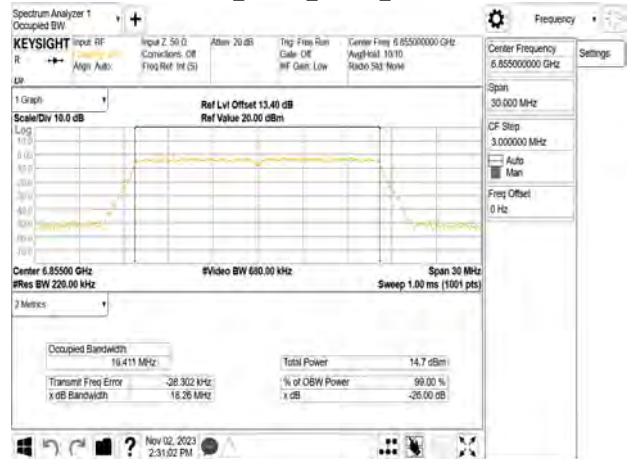 Spectrum Analyzer 1
Occupied BW
KEYSIGHT
R
Input: RF
Align: Auto
Input Z: 50 Ω
Corrections: Off
Freq Ref: Int (S)
Atten: 20 dB
Trig: Free Run
Gate: Off
#IF Gain: Low
Center Freq: 6.855000000 GHz
Avg|Hold: 10/10
Radio Std: None
1 Graph
Scale/Div 10.0 dB
Ref Lvl Offset 13.40 dB
Ref Value 20.00 dBm
Log
Center 6.85500 GHz
#Res BW 220.00 kHz
#Video BW 680.00 kHz
Span 30 MHz
Sweep 1.00 ms (1001 pts)
2 Metrics
Occupied Bandwidth
Total Power 14.7 dBm
Transmit Freq Error -28.302 kHz
% of OBW Power 99.00 %
x dB Bandwidth 18.26 MHz
x dB -26.00 dB
Nov 02, 2023
2:31:02 PM
Frequency
Settings
Center Frequency
6.855000000 GHz
Span
30.000 MHz
CF Step
3.000000 MHz
Auto
Man
Freq Offset
0 Hz